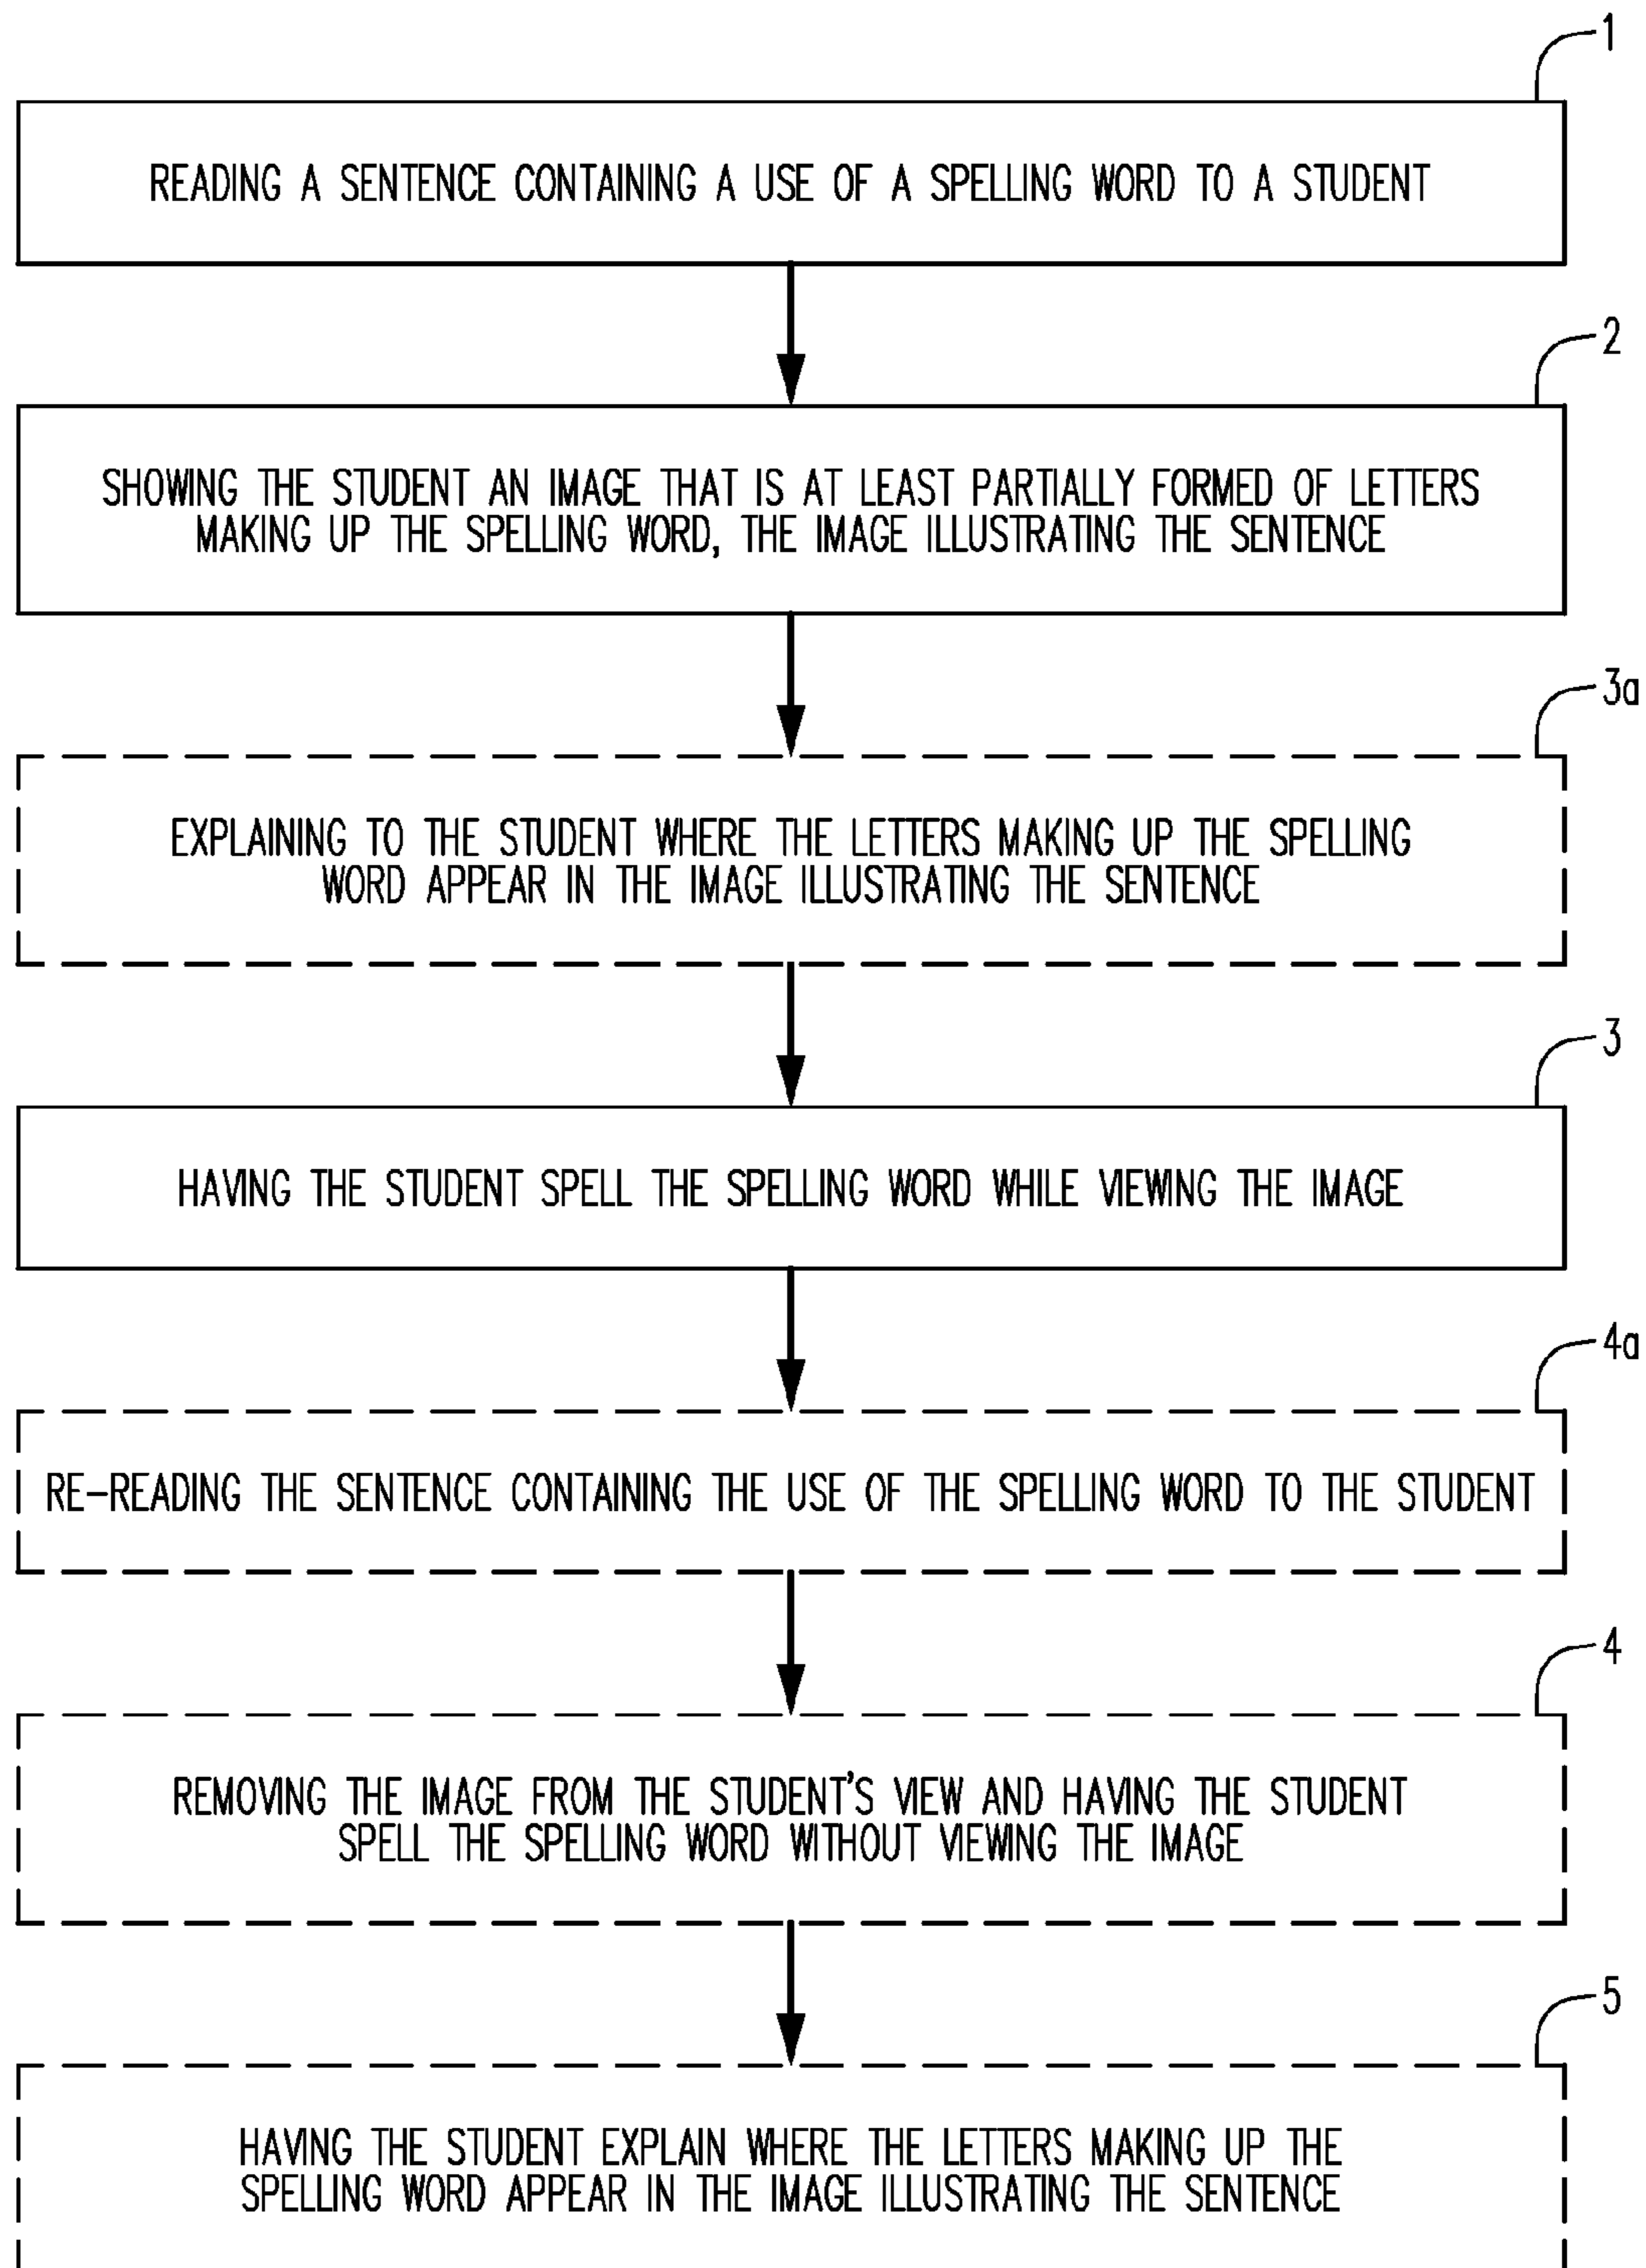 1
READING A SENTENCE CONTAINING A USE OF A SPELLING WORD TO A STUDENT
2
SHOWING THE STUDENT AN IMAGE THAT IS AT LEAST PARTIALLY FORMED OF LETTERS
MAKING UP THE SPELLING WORD, THE IMAGE ILLUSTRATING THE SENTENCE
3a
EXPLAINING TO THE STUDENT WHERE THE LETTERS MAKING UP THE SPELLING
WORD APPEAR IN THE IMAGE ILLUSTRATING THE SENTENCE
3
HAVING THE STUDENT SPELL THE SPELLING WORD WHILE VIEWING THE IMAGE
4a
RE-READING THE SENTENCE CONTAINING THE USE OF THE SPELLING WORD TO THE STUDENT
4
REMOVING THE IMAGE FROM THE STUDENT'S VIEW AND HAVING THE STUDENT
SPELL THE SPELLING WORD WITHOUT VIEWING THE IMAGE
5
HAVING THE STUDENT EXPLAIN WHERE THE LETTERS MAKING UP THE
SPELLING WORD APPEAR IN THE IMAGE ILLUSTRATING THE SENTENCE